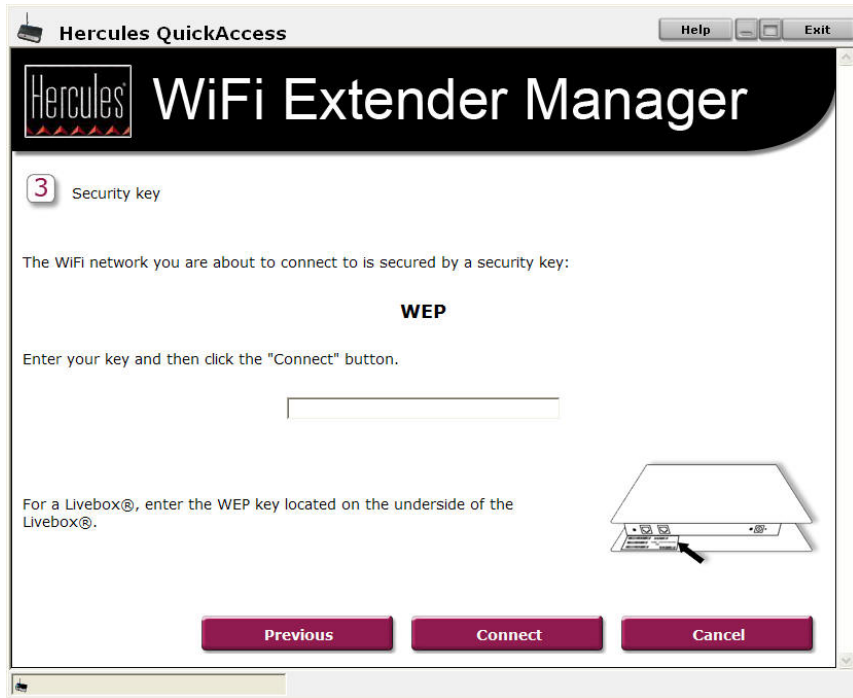 Hercules QuickAccess
Help
Exit
Hercules®
WiFi Extender Manager
3 Security key
The WiFi network you are about to connect to is secured by a security key:
WEP
Enter your key and then click the "Connect" button.
For a Livebox®, enter the WEP key located on the underside of the
Livebox®.
Previous
Connect
Cancel